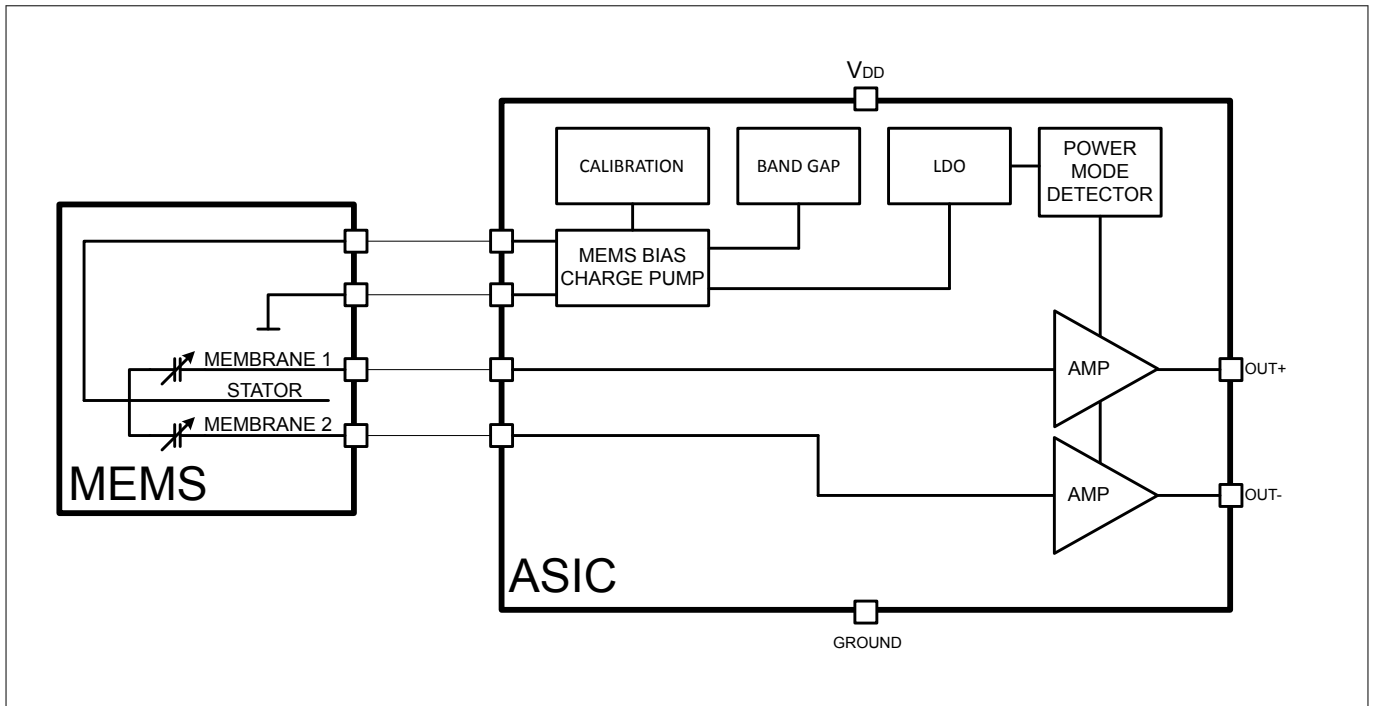 VDD
CALIBRATION
BAND GAP
LDO
POWER
MODE
DETECTOR
MEMS BIAS
CHARGE PUMP
MEMBRANE 1
STATOR
MEMBRANE 2
MEMS
AMP
OUT+
AMP
OUT-
ASIC
GROUND